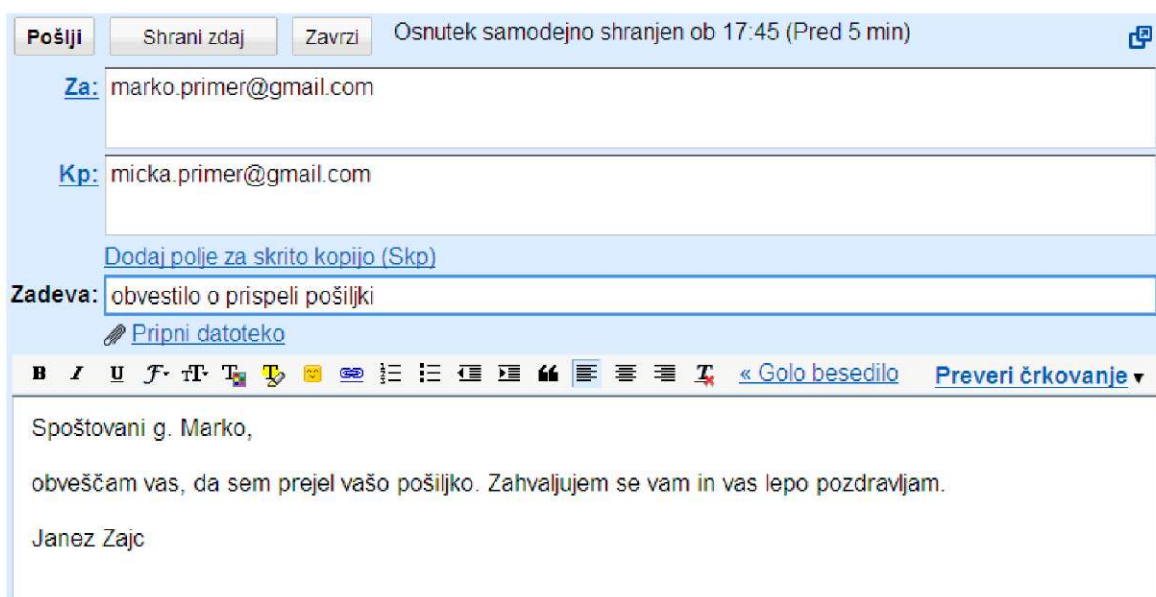 Pošlji Shrani zdaj Zavrzi Osnutek samodejno shranjen ob 17:45 (Pred 5 min)
Za: marko.primer@gmail.com
Kp: micka.primer@gmail.com
Dodaj polje za skrito kopijo (Skp)
Zadeva: obvestilo o prispeli pošiljki
Pripni datoteko
B I U « Golo besedilo Preveri črkovanje
Spoštovani g. Marko,
obveščam vas, da sem prejel vašo pošiljko. Zahvaljujem se vam in vas lepo pozdravljam.
Janez Zajc